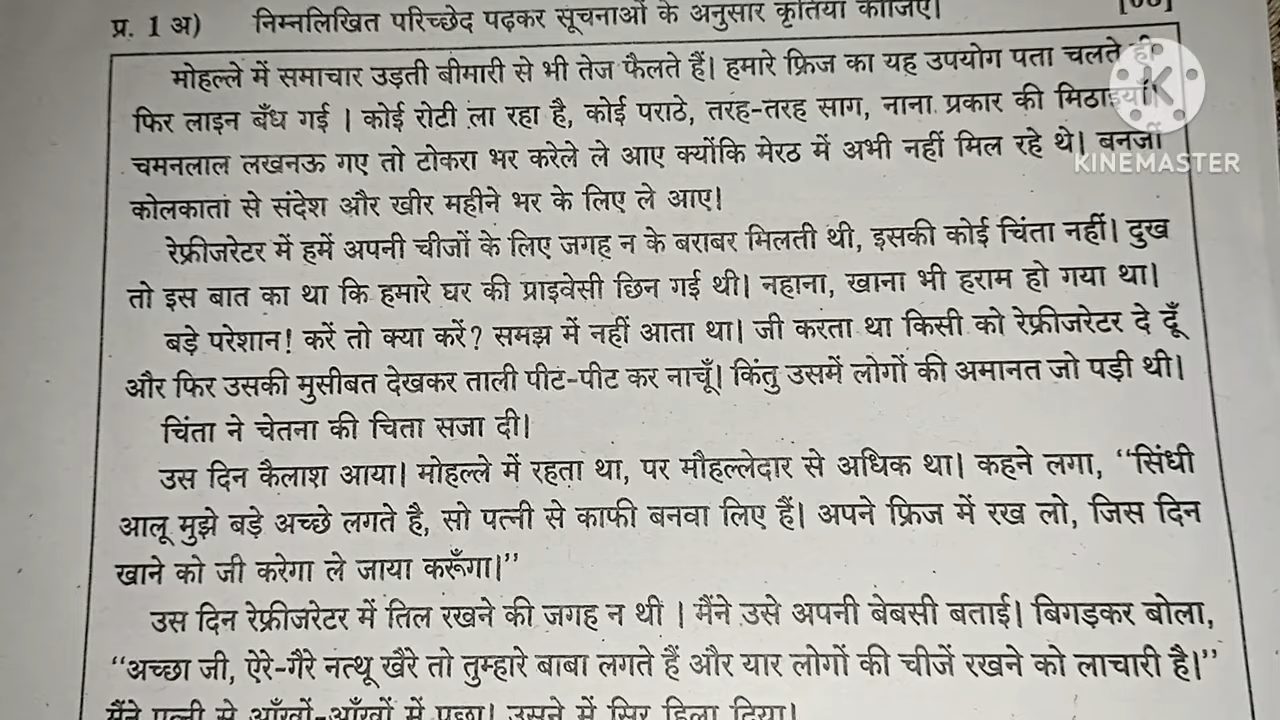 प्र. 1 अ) निम्नलिखित परिच्छेद पढ़कर सूचनाओं के अनुसार कृतियाँ कीजिए।
मोहल्ले में समाचार उड़ती बीमारी से भी तेज फैलते हैं। हमारे फ्रिज का यह उपयोग पता चलते ही
फिर लाइन बँध गई । कोई रोटी ला रहा है, कोई पराठे, तरह-तरह साग, नाना प्रकार की मिठाइयाँ।
चमनलाल लखनऊ गए तो टोकरा भर करेले ले आए क्योंकि मेरठ में अभी नहीं मिल रहे थे। बनर्जी
KINEMASTER
कोलकाता से संदेश और खीर महीने भर के लिए ले आए।
रेफ्रीजरेटर में हमें अपनी चीजों के लिए जगह न के बराबर मिलती थी, इसकी कोई चिंता नहीं। दुख
तो इस बात का था कि हमारे घर की प्राइवेसी छिन गई थी। नहाना, खाना भी हराम हो गया था।
बड़े परेशान! करें तो क्या करें? समझ में नहीं आता था। जी करता था किसी को रेफ्रीजरेटर दे दूँ
और फिर उसकी मुसीबत देखकर ताली पीट-पीट कर नाचूँ। किंतु उसमें लोगों की अमानत जो पड़ी थी।
चिंता ने चेतना की चिता सजा दी।
उस दिन कैलाश आया। मोहल्ले में रहता था, पर मौहल्लेदार से अधिक था। कहने लगा, “सिंधी
आलू मुझे बड़े अच्छे लगते है, सो पत्नी से काफी बनवा लिए हैं। अपने फ्रिज में रख लो, जिस दिन
खाने को जी करेगा ले जाया करूँगा।”
उस दिन रेफ्रीजरेटर में तिल रखने की जगह न थी । मैंने उसे अपनी बेबसी बताई। बिगड़कर बोला,
“अच्छा जी, ऐरे-गैरे नत्थू खैरे तो तुम्हारे बाबा लगते हैं और यार लोगों की चीजें रखने को लाचारी है।”
मैंने पत्नी से आँखों-आँखों में पूछा। उसने में सिर हिला दिया।